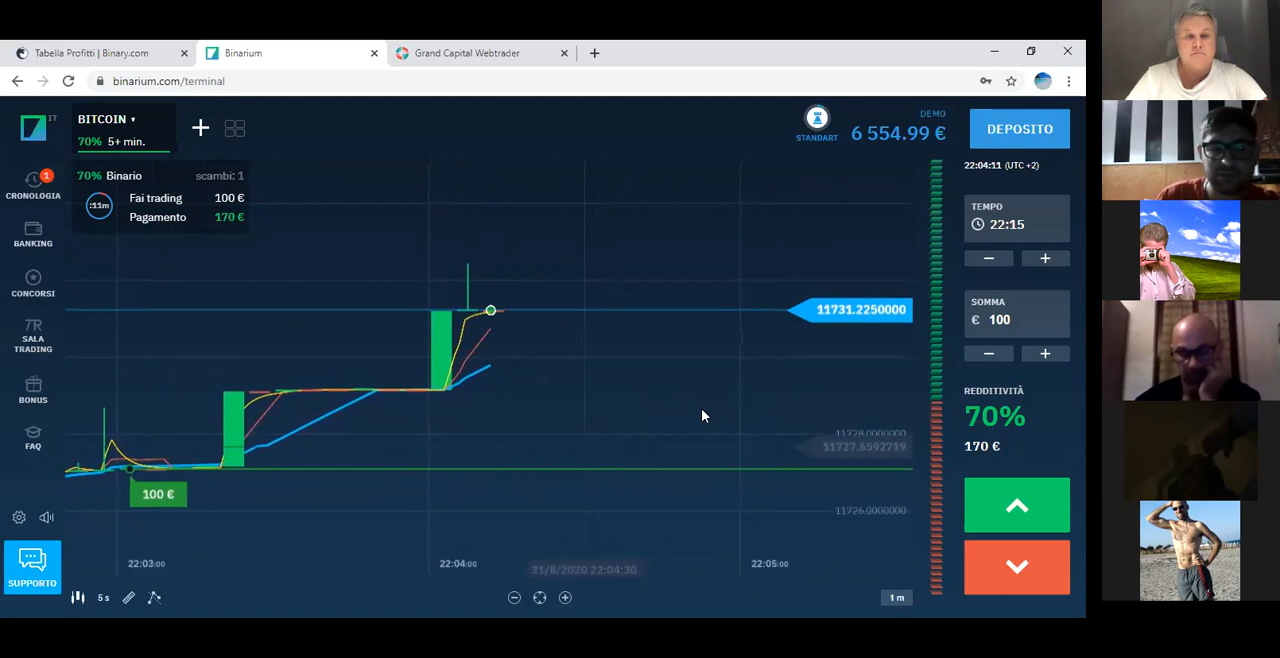 Tabella Profitti | Binary.com
Binarium
Grand Capital Webtrader
binarium.com/terminal
IT
BITCOIN
70% 5+ min.
STANDART
DEMO
6 554.99 €
DEPOSITO
22:04:11 (UTC +2)
70% Binario scambi: 1
:11m
Fai trading 100 €
Pagamento 170 €
1
CRONOLOGIA
BANKING
CONCORSI
7R
SALA
TRADING
BONUS
FAQ
SUPPORTO
TEMPO
22:15
− +
SOMMA
€ 100
− +
REDDITIVITÀ
70%
170 €
11731.2250000
11728.0000000
11727.6592719
11726.0000000
100 €
22:03:00
22:04:00
31/8/2020 22:04:30
22:05:00
5 s
1 m